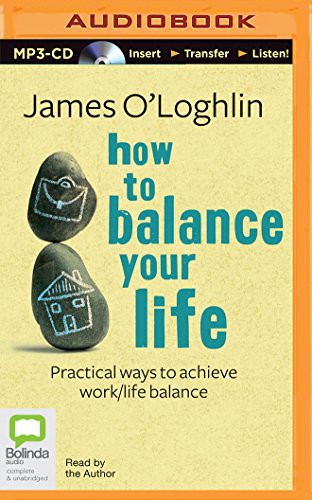 AUDIOBOOK
MP3-CD Insert ► Transfer ► Listen!
James O'Loghlin
how
to
balance
your
life
Practical ways to achieve
work/life balance
Bolinda
audio
complete
& unabridged
Read by
the Author